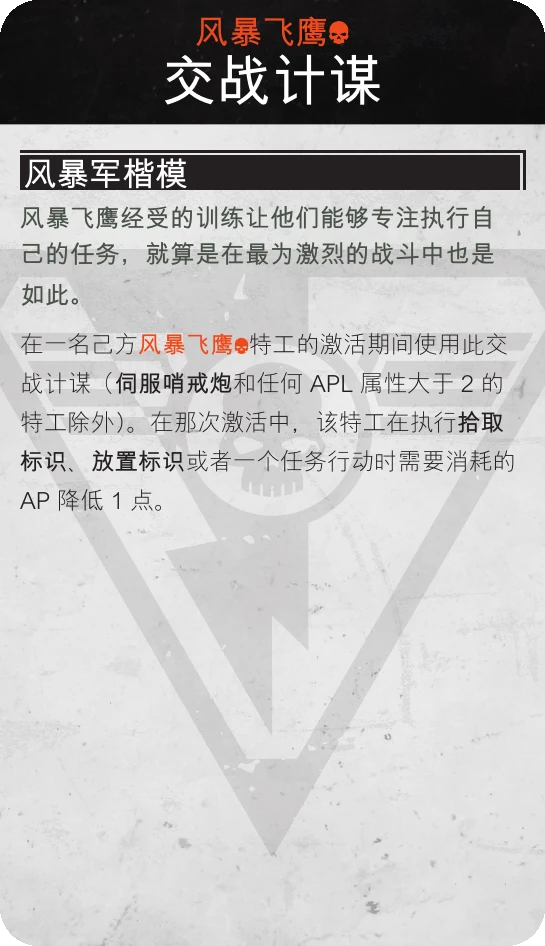 风暴飞鹰
交战计谋
风暴军楷模
风暴飞鹰经受的训练让他们能够专注执行自
己的任务，就算是在最为激烈的战斗中也是
如此。
在一名己方风暴飞鹰特工的激活期间使用此交
战计谋（伺服哨戒炮和任何 APL 属性大于 2 的
特工除外）。在那次激活中，该特工在执行拾取
标识、放置标识或者一个任务行动时需要消耗的
AP 降低 1 点。